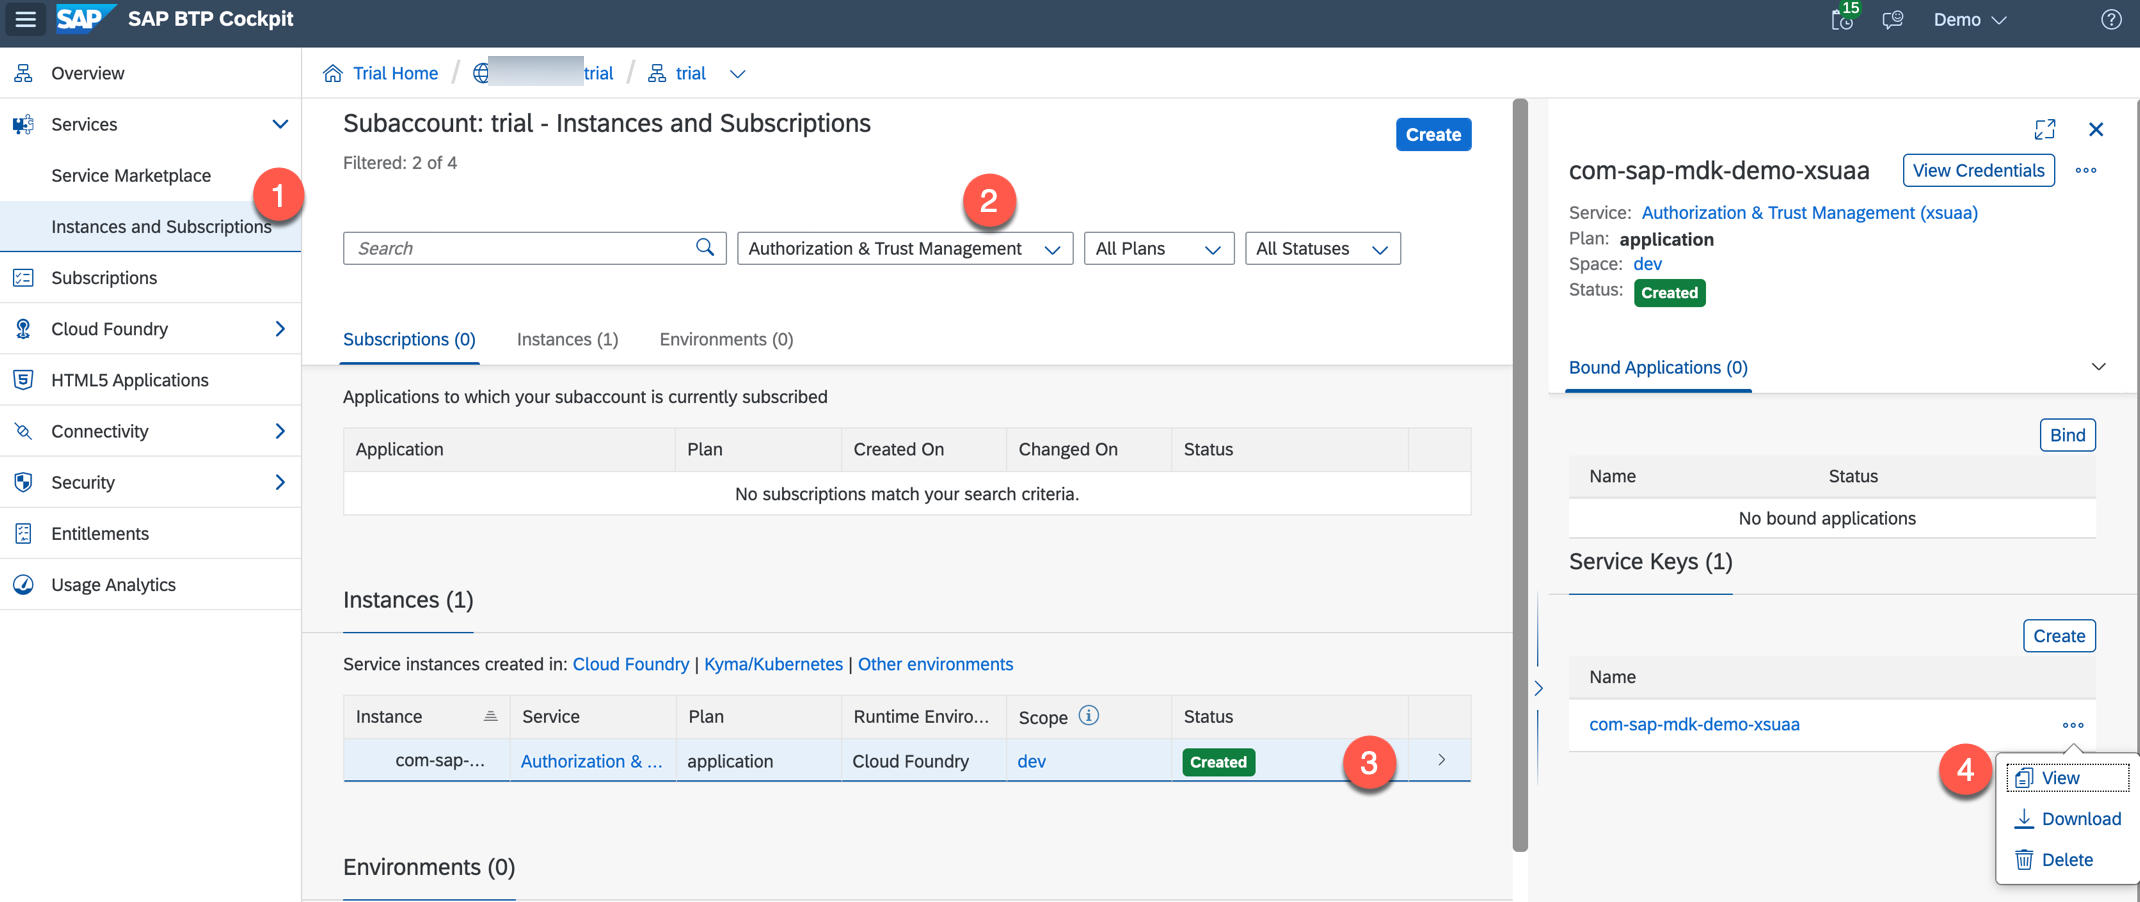 SAP SAP BTP Cockpit
15
Demo
Overview
Services
Service Marketplace
1
Instances and Subscriptions
Subscriptions
Cloud Foundry
HTML5 Applications
Connectivity
Security
Entitlements
Usage Analytics
Trial Home / trial / trial
Subaccount: trial - Instances and Subscriptions
Create
Filtered: 2 of 4
2
Search
Authorization & Trust Management
All Plans
All Statuses
Subscriptions (0)
Instances (1)
Environments (0)
Applications to which your subaccount is currently subscribed
Application Plan Created On Changed On Status
No subscriptions match your search criteria.
Instances (1)
Service instances created in: Cloud Foundry | Kyma/Kubernetes | Other environments
Instance Service Plan Runtime Enviro... Scope Status
com-sap-... Authorization & ... application Cloud Foundry dev Created
3
Environments (0)
com-sap-mdk-demo-xsuaa
View Credentials
Service: Authorization & Trust Management (xsuaa)
Plan: application
Space: dev
Status: Created
Bound Applications (0)
Bind
Name Status
No bound applications
Service Keys (1)
Create
Name
com-sap-mdk-demo-xsuaa
4
View
Download
Delete